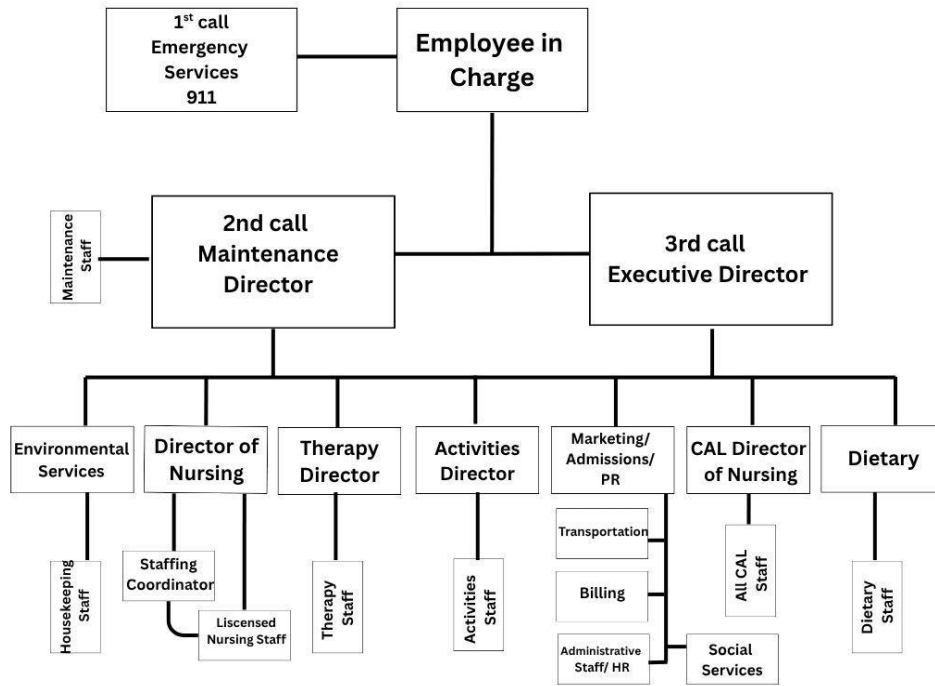 1st call
Emergency
Services
911
Employee in
Charge
Maintenance
Staff
2nd call
Maintenance
Director
3rd call
Executive Director
Environmental
Services
Director of
Nursing
Therapy
Director
Activities
Director
Marketing/
Admissions/
PR
CAL Director
of Nursing
Dietary
Housekeeping
Staff
Staffing
Coordinator
Liscensed
Nursing Staff
Therapy
Staff
Activities
Staff
Transportation
Billing
Administrative
Staff/ HR
Social
Services
All CAL
Staff
Dietary
Staff